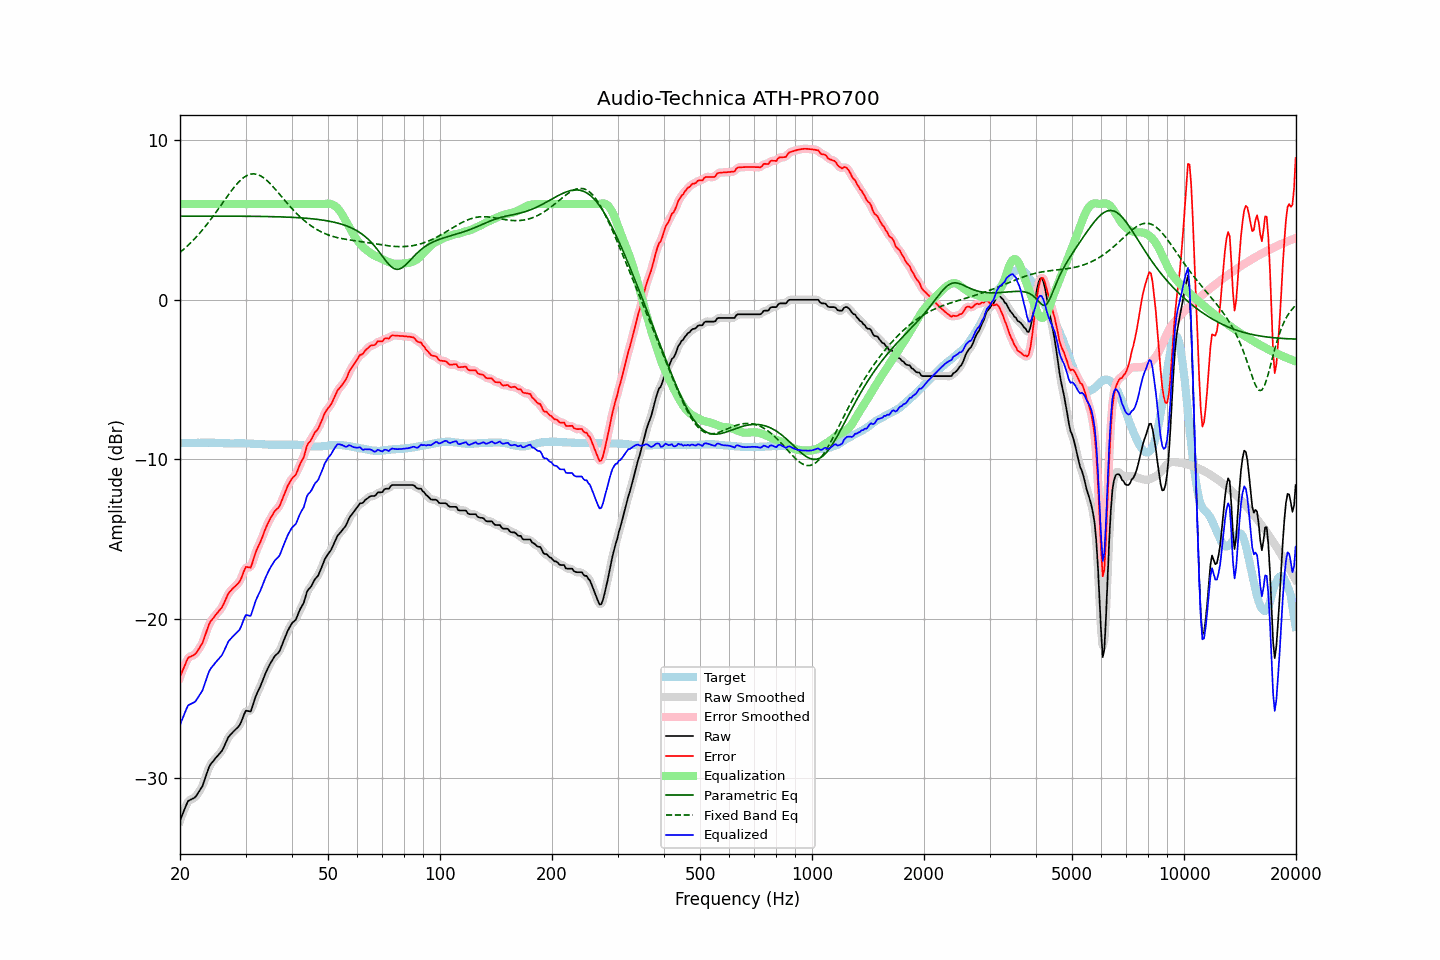 Audio-Technica ATH-PRO700
Amplitude (dBr)
10
0
−10
−20
−30
20
50
100
200
500
1000
2000
5000
10000
20000
Frequency (Hz)
Target
Raw Smoothed
Error Smoothed
Raw
Error
Equalization
Parametric Eq
Fixed Band Eq
Equalized